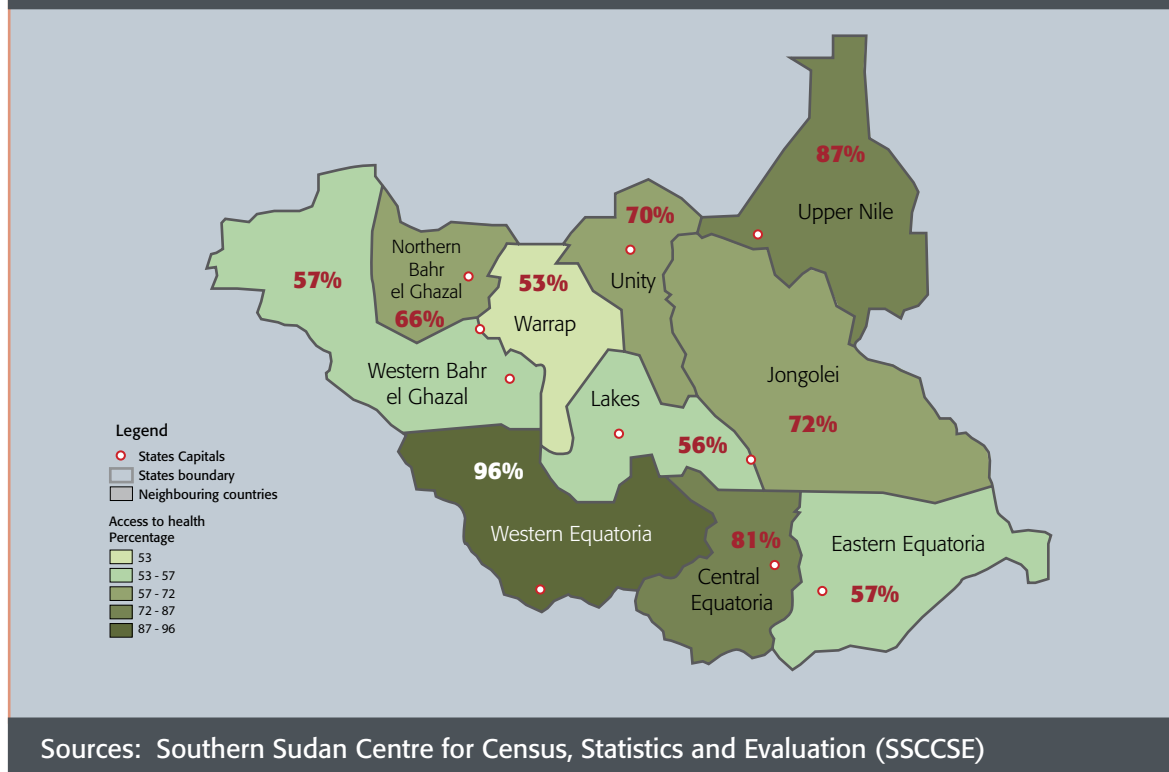 87%
Upper Nile
70%
Unity
Northern
Bahr
el Ghazal
66%
57%
53%
Warrap
Western Bahr
el Ghazal
Lakes
56%
Jongolei
72%
96%
Western Equatoria
81%
Central
Equatoria
Eastern Equatoria
57%
Legend
States Capitals
States boundary
Neighbouring countries
Access to health
Percentage
53
53 - 57
57 - 72
72 - 87
87 - 96
Sources: Southern Sudan Centre for Census, Statistics and Evaluation (SSCCSE)